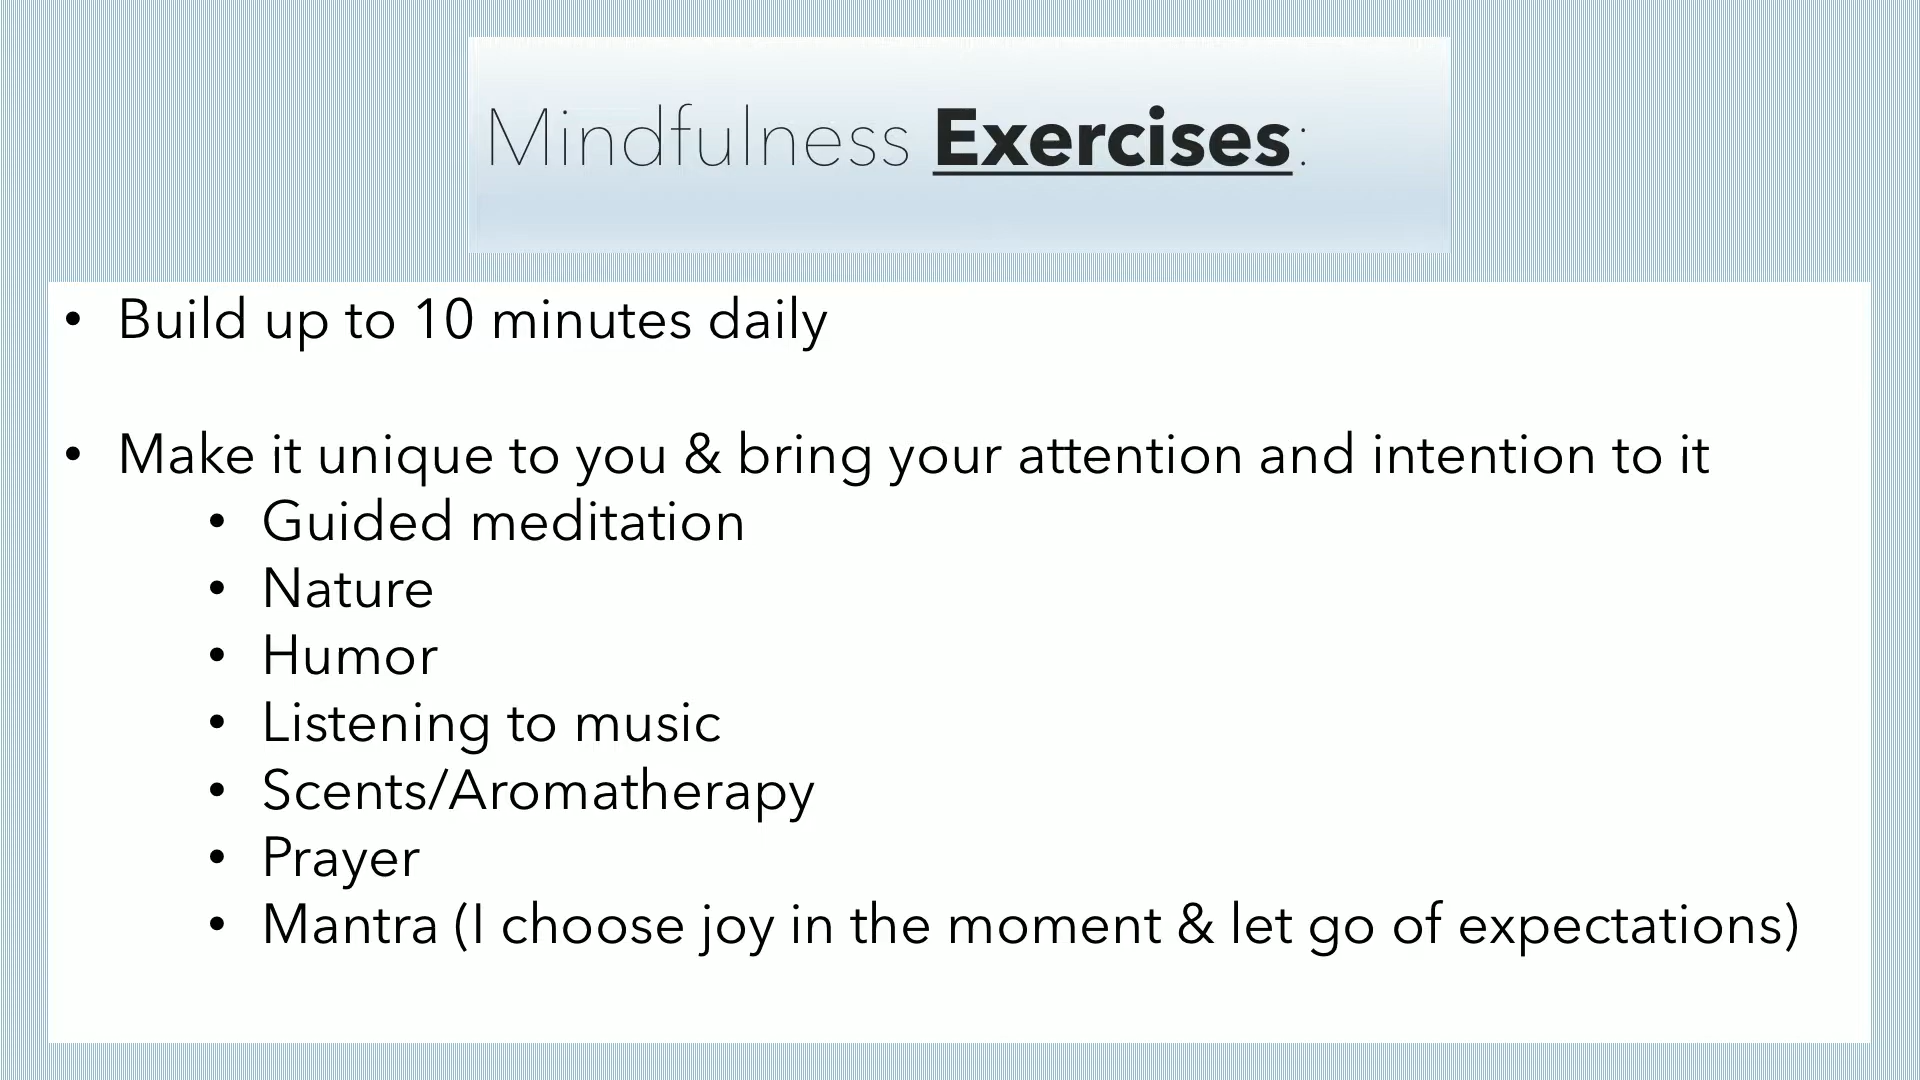 Mindfulness Exercises:
• Build up to 10 minutes daily
• Make it unique to you & bring your attention and intention to it
• Guided meditation
• Nature
• Humor
• Listening to music
• Scents/Aromatherapy
• Prayer
• Mantra (I choose joy in the moment & let go of expectations)